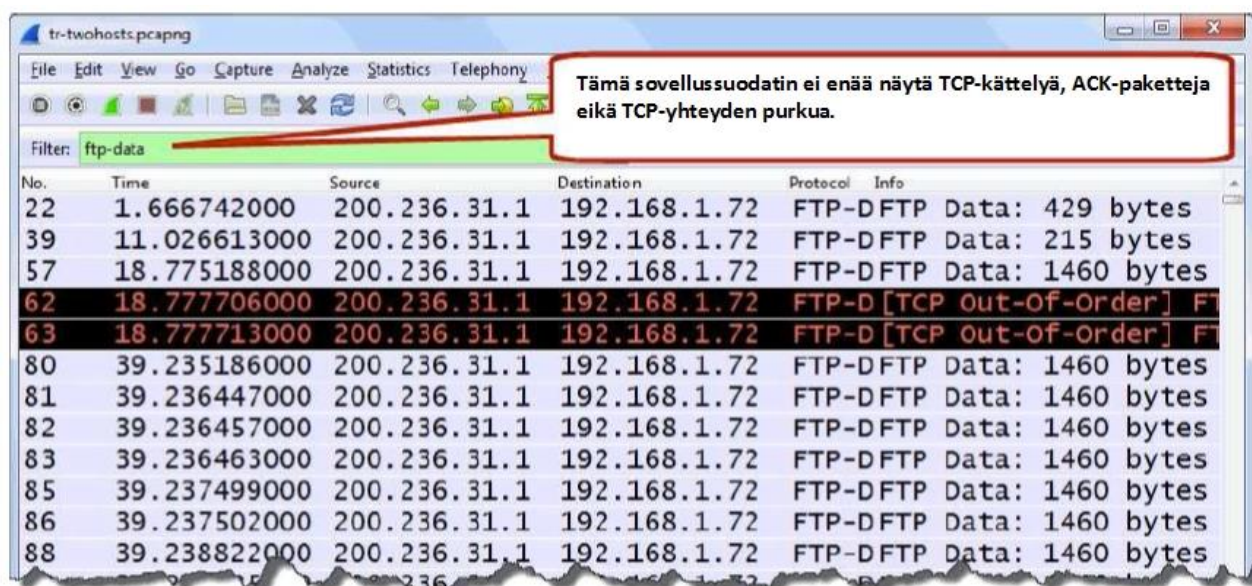 tr-twohosts.pcapng
File Edit View Go Capture Analyze Statistics Telephony
Tämä sovellussuodatin ei enää näytä TCP-kättelyä, ACK-paketteja
eikä TCP-yhteyden purkua.
Filter: ftp-data
No. Time Source Destination Protocol Info
22 1.666742000 200.236.31.1 192.168.1.72 FTP-D FTP Data: 429 bytes
39 11.026613000 200.236.31.1 192.168.1.72 FTP-D FTP Data: 215 bytes
57 18.775188000 200.236.31.1 192.168.1.72 FTP-D FTP Data: 1460 bytes
62 18.777706000 200.236.31.1 192.168.1.72 FTP-D [TCP Out-Of-Order] FT
63 18.777713000 200.236.31.1 192.168.1.72 FTP-D [TCP Out-Of-Order] FT
80 39.235186000 200.236.31.1 192.168.1.72 FTP-D FTP Data: 1460 bytes
81 39.236447000 200.236.31.1 192.168.1.72 FTP-D FTP Data: 1460 bytes
82 39.236457000 200.236.31.1 192.168.1.72 FTP-D FTP Data: 1460 bytes
83 39.236463000 200.236.31.1 192.168.1.72 FTP-D FTP Data: 1460 bytes
85 39.237499000 200.236.31.1 192.168.1.72 FTP-D FTP Data: 1460 bytes
86 39.237502000 200.236.31.1 192.168.1.72 FTP-D FTP Data: 1460 bytes
88 39.238822000 200.236.31.1 192.168.1.72 FTP-D FTP Data: 1460 bytes